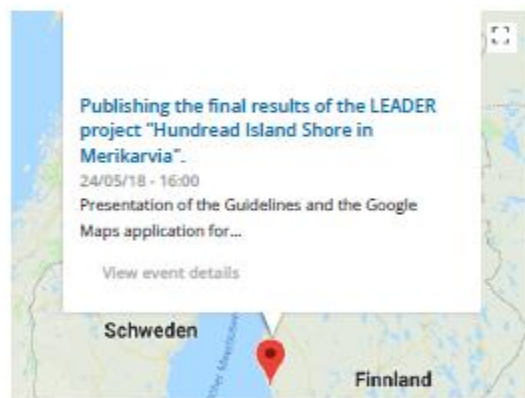 Publishing the final results of the LEADER
project "Hundread Island Shore in
Merikarvia".
24/05/18 - 16:00
Presentation of the Guidelines and the Google
Maps application for...
View event details
Schweden
Finnland